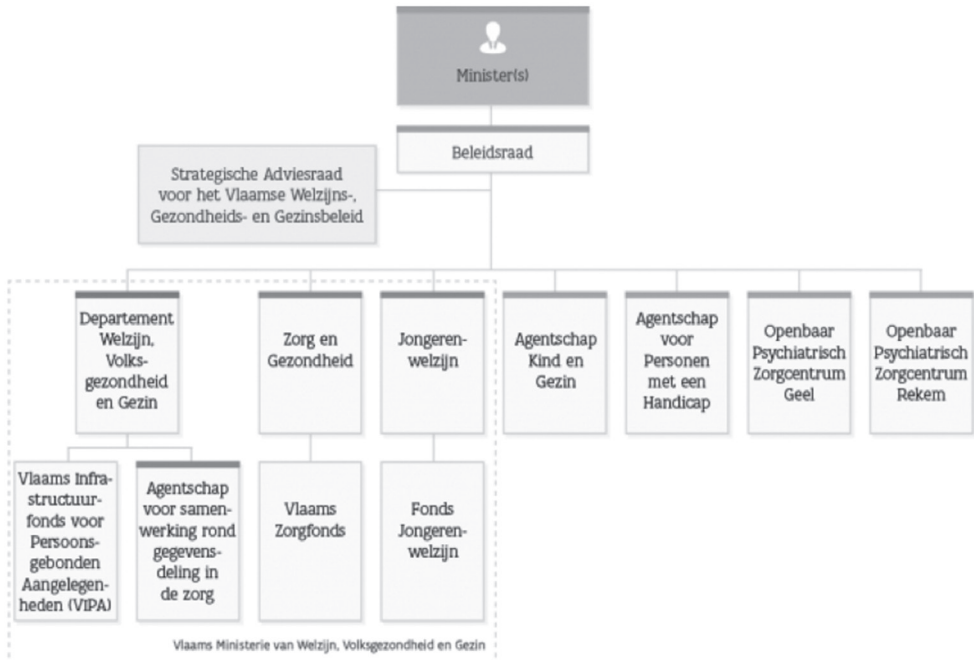 Minister(s)
Beleidsraad
Strategische Adviesraad
voor het Vlaamse Welzijns-,
Gezondheids- en Gezinsbeleid
Departement
Welzijn,
Volks-
gezondheid
en Gezin
Zorg en
Gezondheid
Jongeren-
welzijn
Agentschap
Kind en
Gezin
Agentschap
voor
Personen
met een
Handicap
Openbaar
Psychiatrisch
Zorgcentrum
Geel
Openbaar
Psychiatrisch
Zorgcentrum
Rekem
Vlaams Infra-
structuur-
fonds voor
Persoons-
gebonden
Aangelegen-
heden (VIPA)
Agentschap
voor samen-
werking rond
gegevens-
deling in
de zorg
Vlaams
Zorgfonds
Fonds
Jongeren-
welzijn
Vlaams Ministerie van Welzijn, Volksgezondheid en Gezin